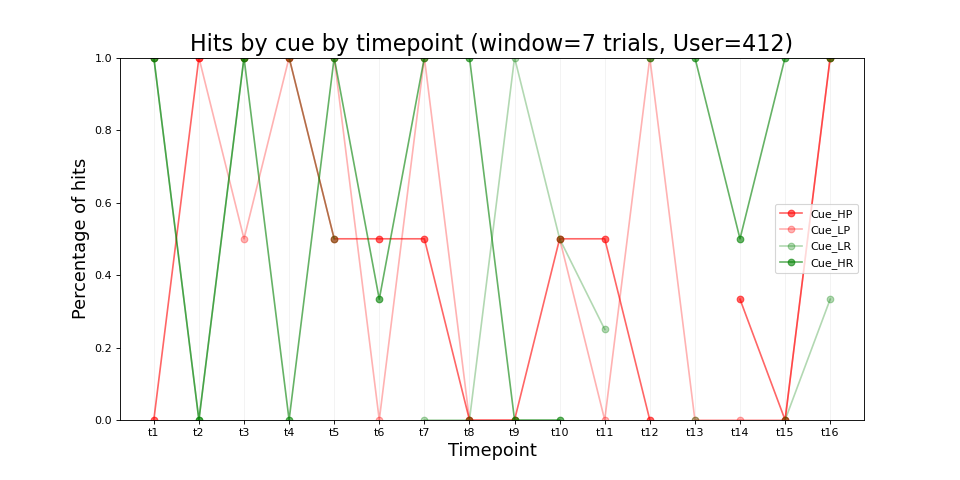 Hits by cue by timepoint (window=7 trials, User=412)
1.0
0.8
0.6
0.4
0.2
0.0
Percentage of hits
Cue_HP
Cue_LP
Cue_LR
Cue_HR
t1 t2 t3 t4 t5 t6 t7 t8 t9 t10 t11 t12 t13 t14 t15 t16
Timepoint